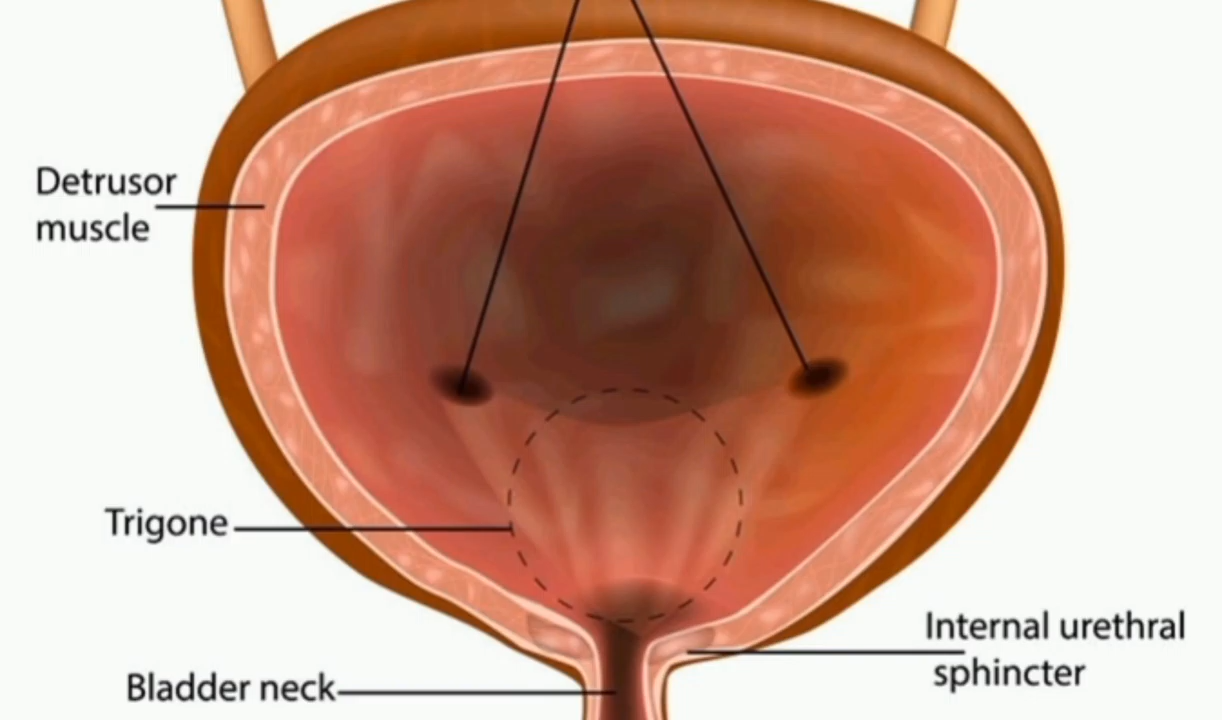 Detrusor
muscle
Trigone
Internal urethral
sphincter
Bladder neck